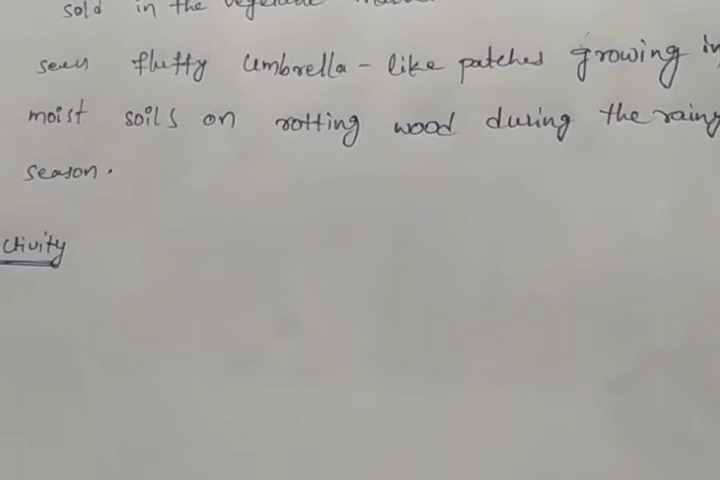 sold in the vegetable
seen fluffy umbrella - like patches growing in
moist soils on rotting wood during the rainy
season.
ctivity